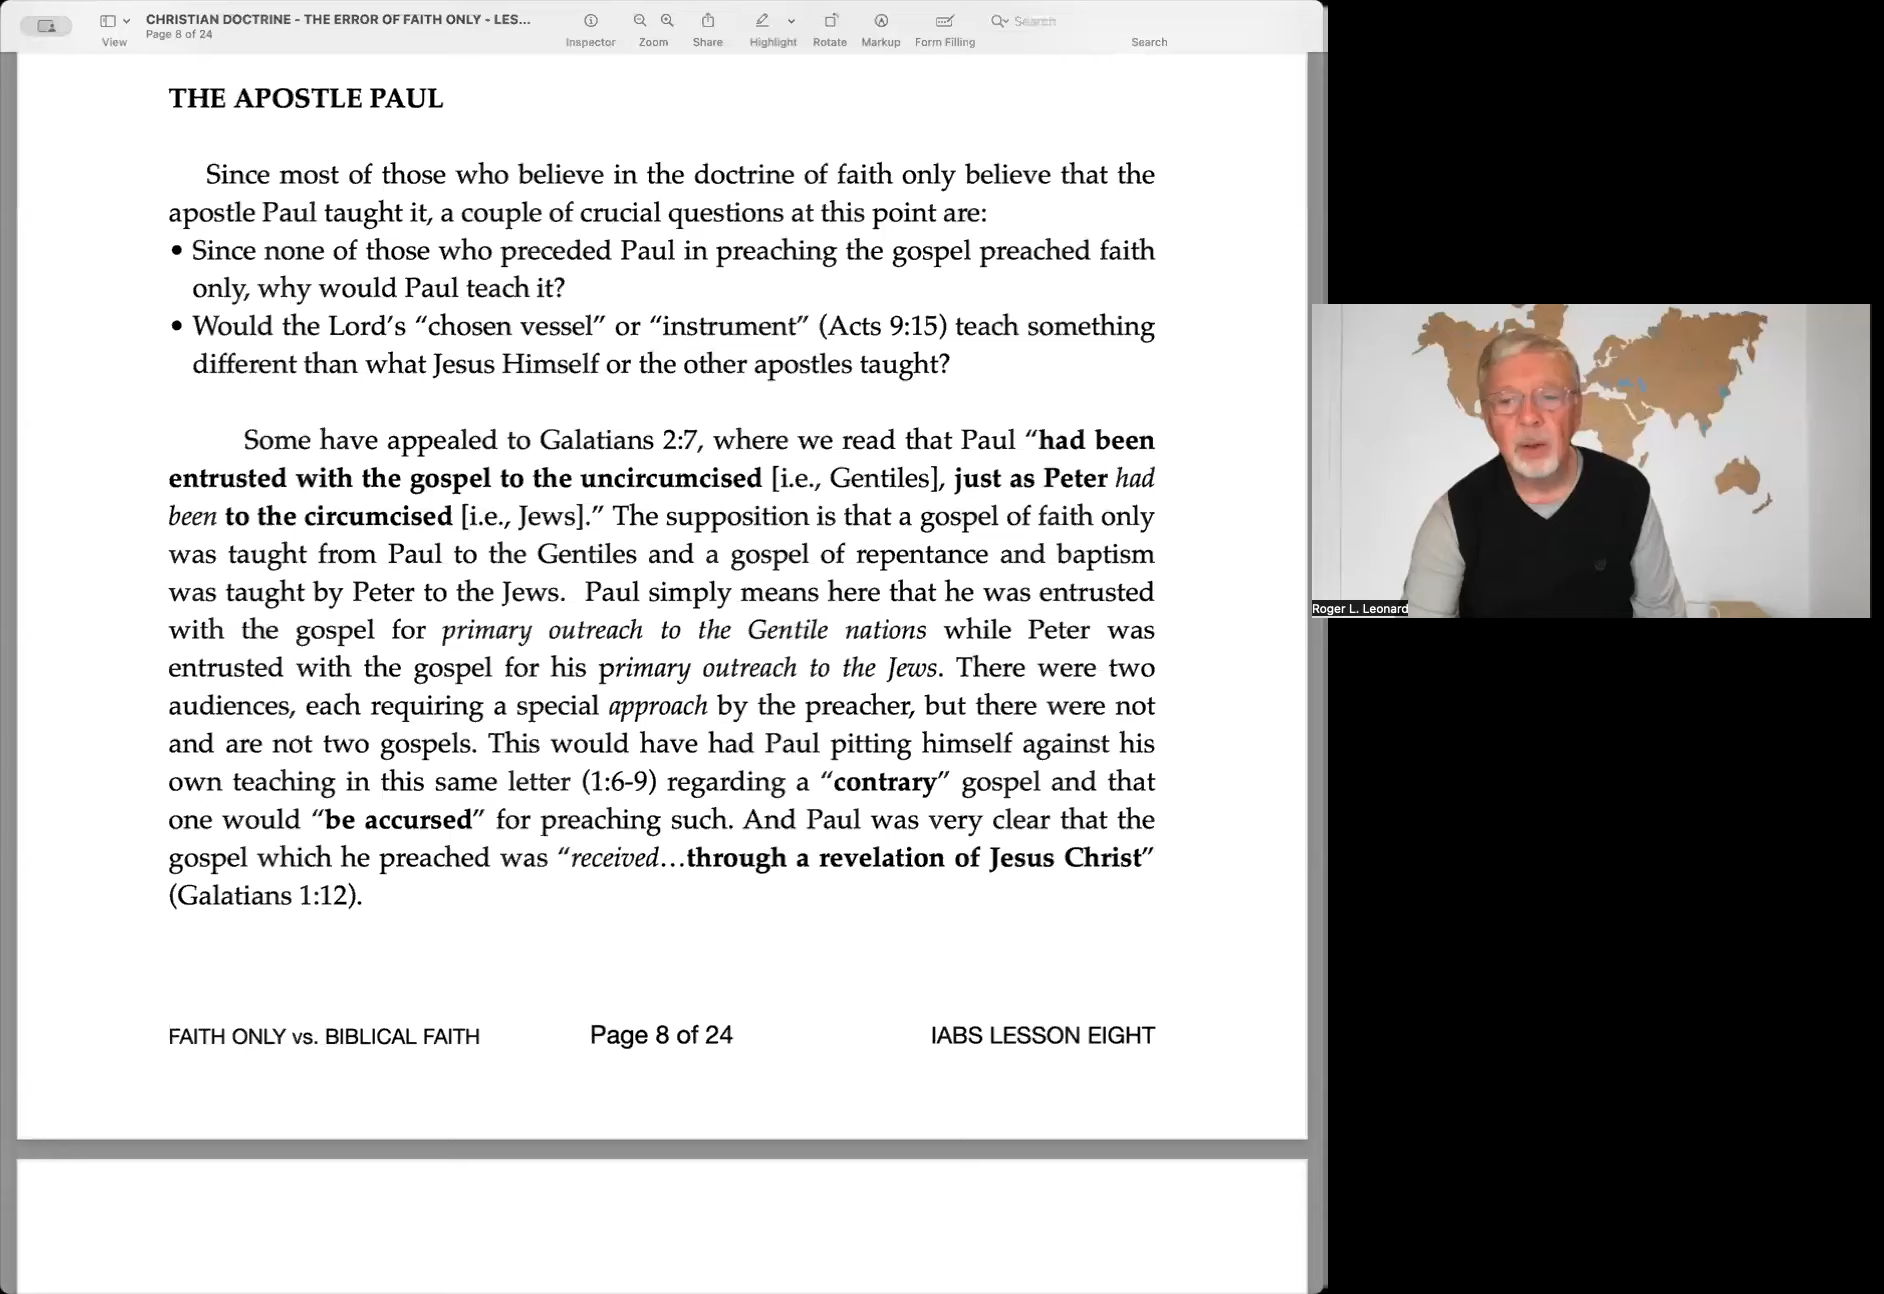 CHRISTIAN DOCTRINE - THE ERROR OF FAITH ONLY - LES...
Page 8 of 24
View
Inspector
Zoom
Share
Highlight
Rotate
Markup
Form Filling
Search
Search
THE APOSTLE PAUL
Since most of those who believe in the doctrine of faith only believe that the
apostle Paul taught it, a couple of crucial questions at this point are:
• Since none of those who preceded Paul in preaching the gospel preached faith
only, why would Paul teach it?
• Would the Lord’s “chosen vessel” or “instrument” (Acts 9:15) teach something
different than what Jesus Himself or the other apostles taught?
Some have appealed to Galatians 2:7, where we read that Paul “had been
entrusted with the gospel to the uncircumcised [i.e., Gentiles], just as Peter had
been to the circumcised [i.e., Jews].” The supposition is that a gospel of faith only
was taught from Paul to the Gentiles and a gospel of repentance and baptism
was taught by Peter to the Jews. Paul simply means here that he was entrusted
with the gospel for primary outreach to the Gentile nations while Peter was
entrusted with the gospel for his primary outreach to the Jews. There were two
audiences, each requiring a special approach by the preacher, but there were not
and are not two gospels. This would have had Paul pitting himself against his
own teaching in this same letter (1:6-9) regarding a “contrary” gospel and that
one would “be accursed” for preaching such. And Paul was very clear that the
gospel which he preached was “received…through a revelation of Jesus Christ”
(Galatians 1:12).
FAITH ONLY vs. BIBLICAL FAITH
Page 8 of 24
IABS LESSON EIGHT
Roger L. Leonard